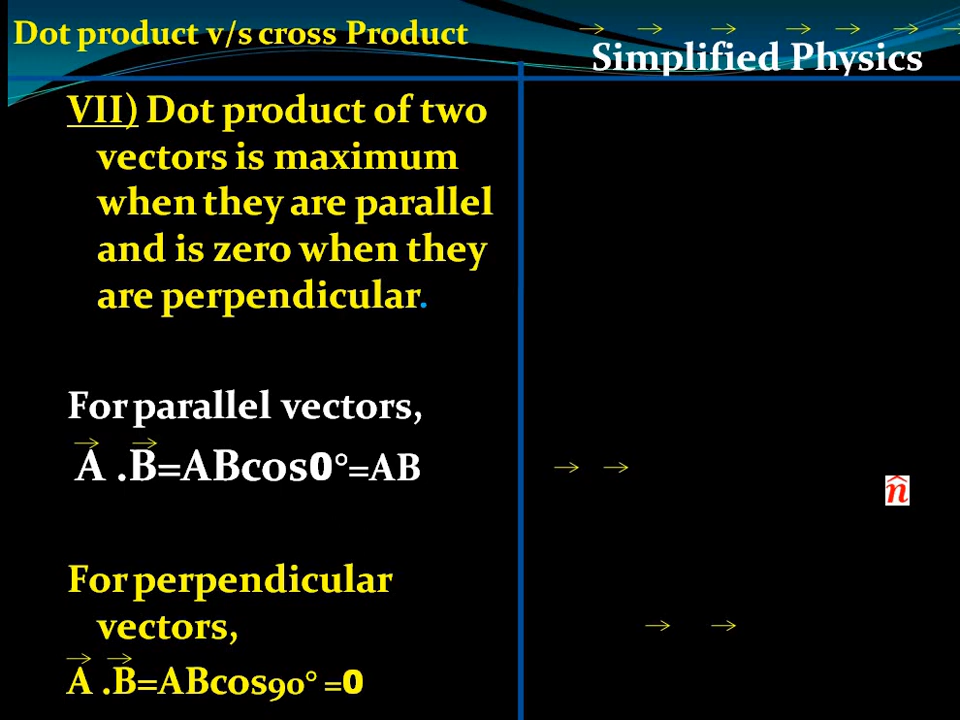 Dot product v/s cross Product
Simplified Physics
VII) Dot product of two
vectors is maximum
when they are parallel
and is zero when they
are perpendicular.
For parallel vectors,
A⃗ .B⃗=ABcos0°=AB
n̂
For perpendicular
vectors,
A⃗ .B⃗=ABcos90° =0